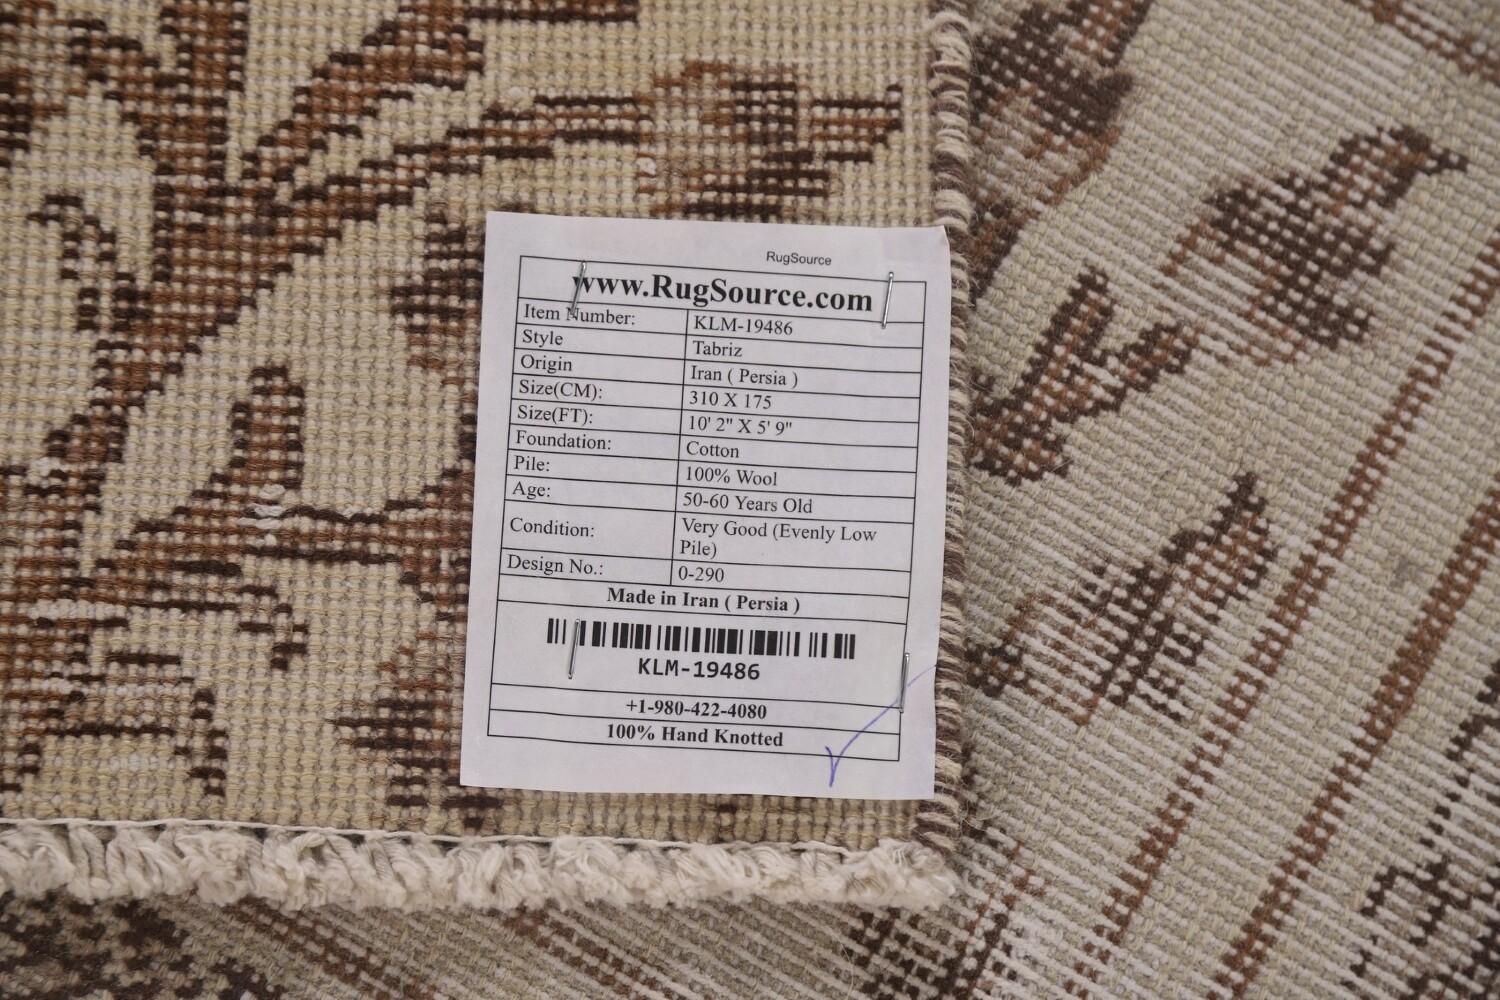 RugSource
www.RugSource.com
Item Number: KLM-19486
Style Tabriz
Origin Iran ( Persia )
Size(CM): 310 X 175
Size(FT): 10' 2" X 5' 9"
Foundation: Cotton
Pile: 100% Wool
Age: 50-60 Years Old
Condition: Very Good (Evenly Low
Pile)
Design No.: 0-290
Made in Iran ( Persia )
KLM-19486
+1-980-422-4080
100% Hand Knotted